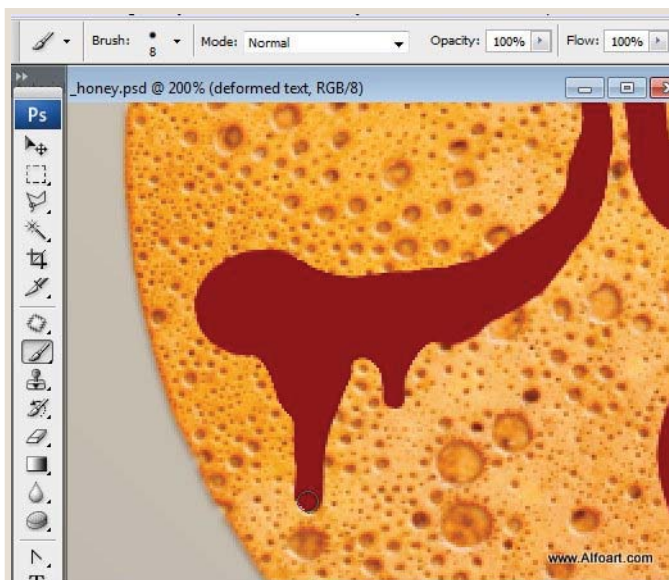 Brush: 8 Mode: Normal Opacity: 100% Flow: 100%
_honey.psd @ 200% (deformed text, RGB/8)
Ps
www.Alfoart.com
T